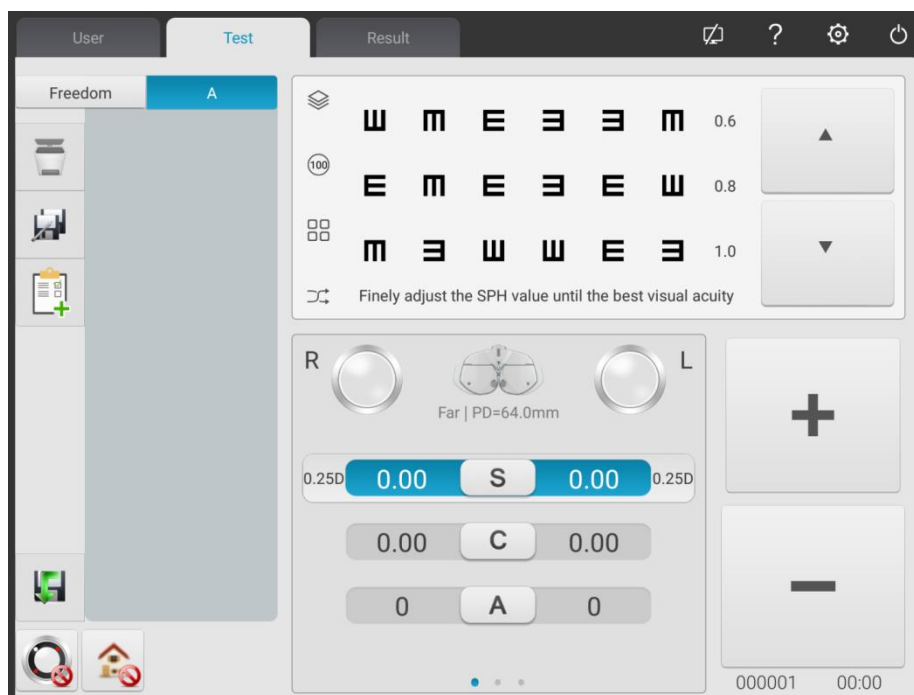 User Test Result ?
Freedom A
0.6
100
0.8
1.0
Finely adjust the SPH value until the best visual acuity
R L
Far | PD=64.0mm
0.25D 0.00 S 0.00 0.25D
0.00 C 0.00
0 A 0
000001 00:00